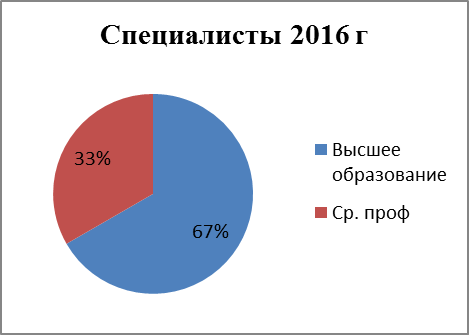 Специалисты 2016 г
33%
67%
Высшее
образование
Ср. проф